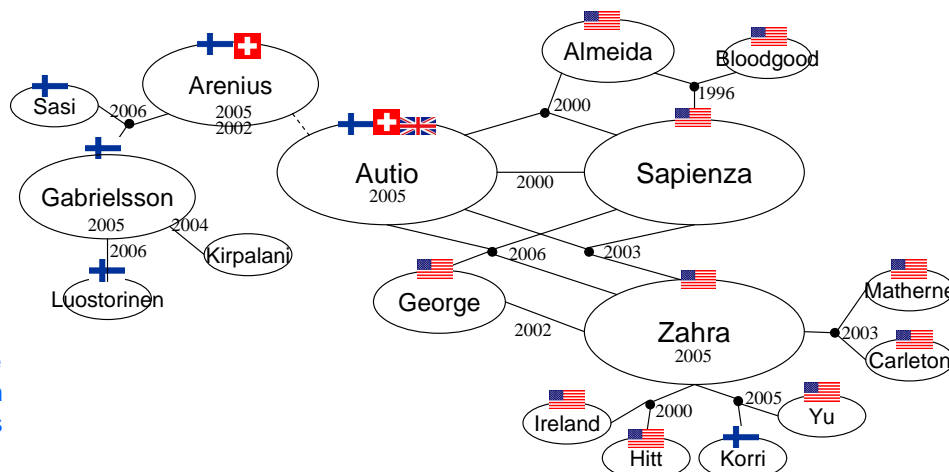 Almeida
Bloodgood
Arenius
2005
2002
Sasi
2006
2000
1996
Autio
2005
Sapienza
2000
Gabrielsson
2005
2004
2006
Kirpalani
Luostorinen
2006
2003
George
2002
Zahra
2005
Matherne
2003
Carleton
Ireland
2000
Hitt
2005
Korri
Yu